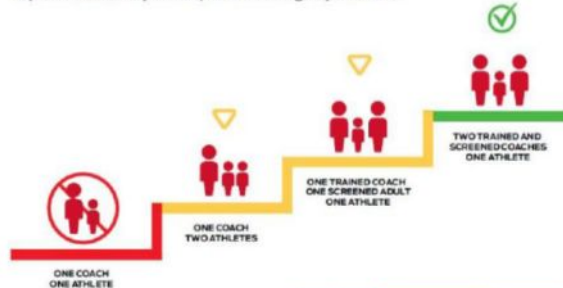 TWO TRAINED AND
SCREENED COACHES
ONE ATHLETE
ONE TRAINED COACH
ONE SCREENED ADULT
ONE ATHLETE
ONE COACH
TWO ATHLETES
ONE COACH
ONE ATHLETE